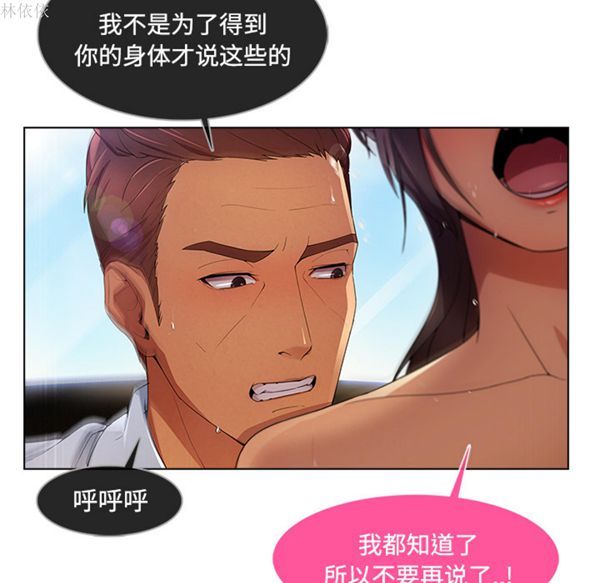 林依依
我不是为了得到
你的身体才说这些的
呼呼呼
我都知道了
所以不要再说了..!